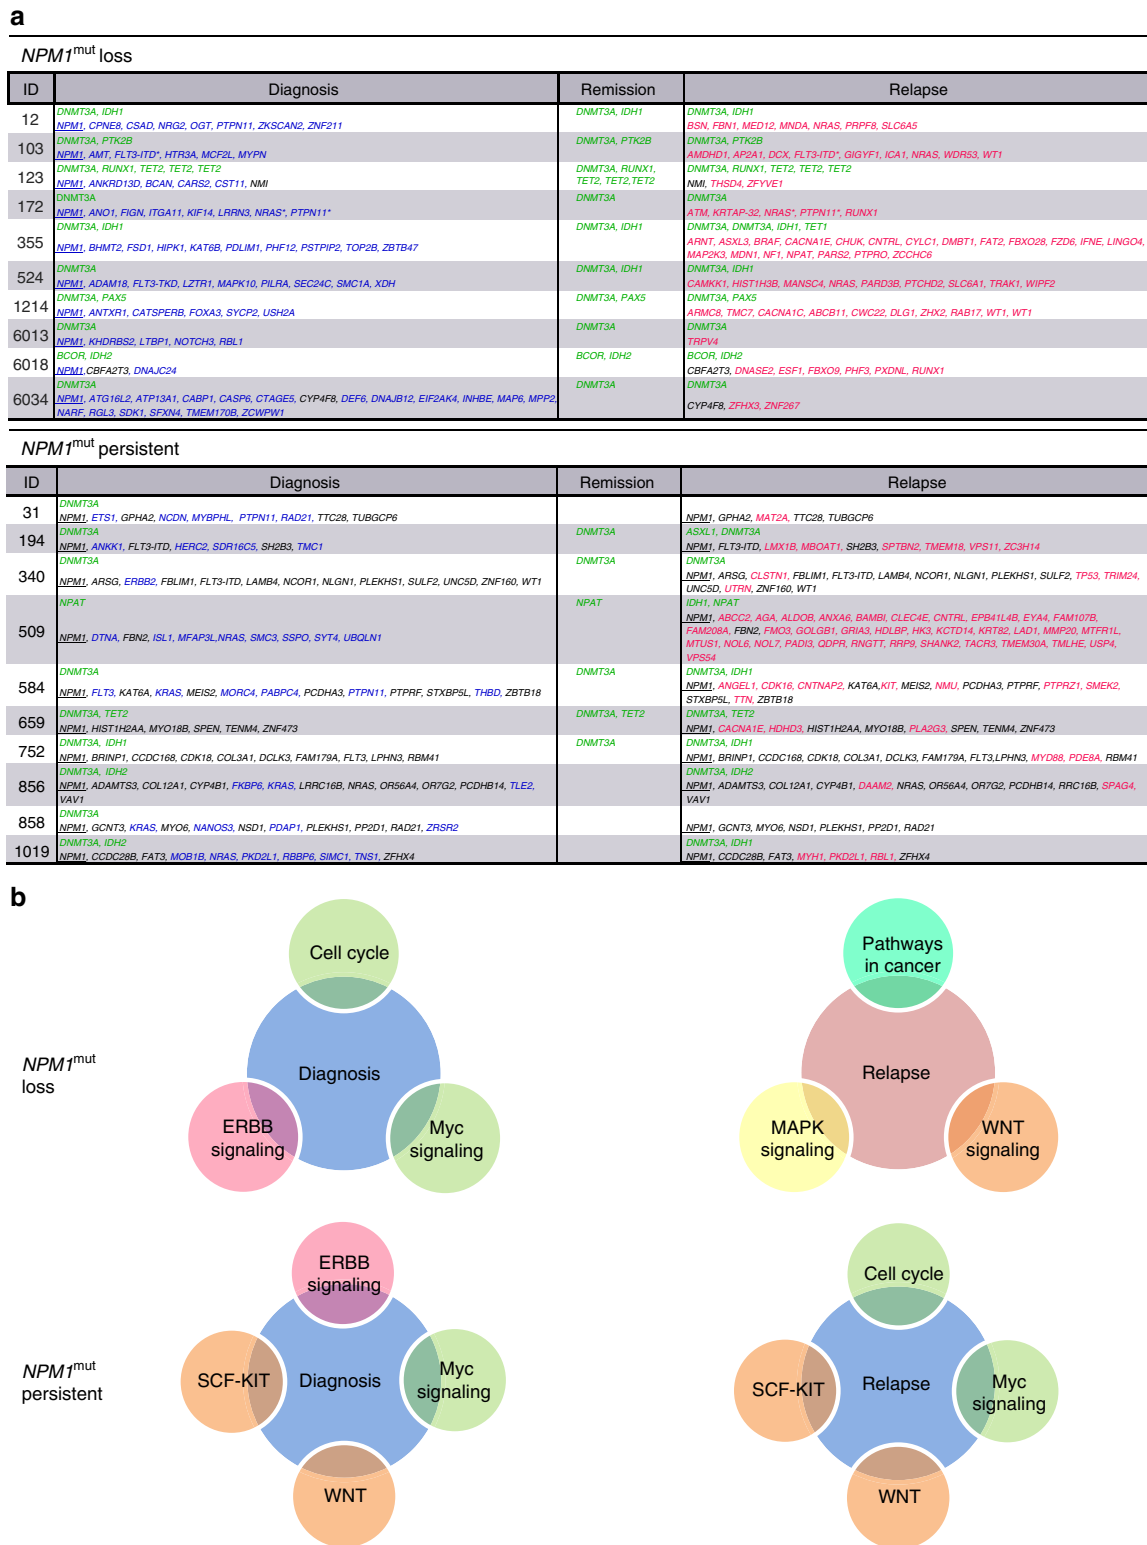 a
NPM1mut loss
ID Diagnosis Remission Relapse
12
DNMT3A, IDH1
NPM1, CPNE8, CSAD, NRG2, OGT, PTPN11, ZKSCAN2, ZNF211
DNMT3A, IDH1
DNMT3A, IDH1
BSN, FBN1, MED12, MNDA, NRAS, PRPF8, SLC6A5
103
DNMT3A, PTK2B
NPM1, AMT, FLT3-ITD*, HTR3A, MCF2L, MYPN
DNMT3A, PTK2B
DNMT3A, PTK2B
AMDHD1, AP2A1, DCX, FLT3-ITD*, GIGYF1, ICA1, NRAS, WDR53, WT1
123
DNMT3A, RUNX1, TET2, TET2, TET2
NPM1, ANKRD13D, BCAN, CARS2, CST11, NMI
DNMT3A, RUNX1,
TET2, TET2,TET2
DNMT3A, RUNX1, TET2, TET2, TET2
NMI, THSD4, ZFYVE1
172
DNMT3A
NPM1, ANO1, FIGN, ITGA11, KIF14, LRRN3, NRAS*, PTPN11*
DNMT3A
DNMT3A
ATM, KRTAP-32, NRAS*, PTPN11*, RUNX1
355
DNMT3A, IDH1
NPM1, BHMT2, FSD1, HIPK1, KAT6B, PDLIM1, PHF12, PSTPIP2, TOP2B, ZBTB47
DNMT3A, IDH1
DNMT3A, DNMT3A, IDH1, TET1
ARNT, ASXL3, BRAF, CACNA1E, CHUK, CNTRL, CYLC1, DMBT1, FAT2, FBXO28, FZD6, IFNE, LINGO4,
MAP2K3, MDN1, NF1, NPAT, PARS2, PTPRO, ZCCHC6
524
DNMT3A
NPM1, ADAM18, FLT3-TKD, LZTR1, MAPK10, PILRA, SEC24C, SMC1A, XDH
DNMT3A, IDH1
DNMT3A, IDH1
CAMKK1, HIST1H3B, MANSC4, NRAS, PARD3B, PTCHD2, SLC6A1, TRAK1, WIPF2
1214
DNMT3A, PAX5
NPM1, ANTXR1, CATSPERB, FOXA3, SYCP2, USH2A
DNMT3A, PAX5
DNMT3A, PAX5
ARMC8, TMC7, CACNA1C, ABCB11, CWC22, DLG1, ZHX2, RAB17, WT1, WT1
6013
DNMT3A
NPM1, KHDRBS2, LTBP1, NOTCH3, RBL1
DNMT3A
DNMT3A
TRPV4
6018
BCOR, IDH2
NPM1,CBFA2T3, DNAJC24
BCOR, IDH2
BCOR, IDH2
CBFA2T3, DNASE2, ESF1, FBXO9, PHF3, PXDNL, RUNX1
6034
DNMT3A
NPM1, ATG16L2, ATP13A1, CABP1, CASP6, CTAGE5, CYP4F8, DEF6, DNAJB12, EIF2AK4, INHBE, MAP6, MPP2,
NARF, RGL3, SDK1, SFXN4, TMEM170B, ZCWPW1
DNMT3A
DNMT3A
CYP4F8, ZFHX3, ZNF267
NPM1mut persistent
ID Diagnosis Remission Relapse
31
DNMT3A
NPM1, ETS1, GPHA2, NCDN, MYBPHL, PTPN11, RAD21, TTC28, TUBGCP6
NPM1, GPHA2, MAT2A, TTC28, TUBGCP6
194
DNMT3A
NPM1, ANKK1, FLT3-ITD, HERC2, SDR16C5, SH2B3, TMC1
DNMT3A
ASXL1, DNMT3A
NPM1, FLT3-ITD, LMX1B, MBOAT1, SH2B3, SPTBN2, TMEM18, VPS11, ZC3H14
340
DNMT3A
NPM1, ARSG, ERBB2, FBLIM1, FLT3-ITD, LAMB4, NCOR1, NLGN1, PLEKHS1, SULF2, UNC5D, ZNF160, WT1
DNMT3A
DNMT3A
NPM1, ARSG, CLSTN1, FBLIM1, FLT3-ITD, LAMB4, NCOR1, NLGN1, PLEKHS1, SULF2, TP53, TRIM24,
UNC5D, UTRN, ZNF160, WT1
509
NPAT
NPM1, DTNA, FBN2, ISL1, MFAP3L,NRAS, SMC3, SSPO, SYT4, UBQLN1
NPAT
IDH1, NPAT
NPM1, ABCC2, AGA, ALDOB, ANXA6, BAMBI, CLEC4E, CNTRL, EPB41L4B, EYA4, FAM107B,
FAM208A, FBN2, FMO3, GOLGB1, GRIA3, HDLBP, HK3, KCTD14, KRT82, LAD1, MMP20, MTFR1L,
MTUS1, NOL6, NOL7, PADI3, QDPR, RNGTT, RRP9, SHANK2, TACR3, TMEM30A, TMLHE, USP4,
VPS54
584
DNMT3A
NPM1, FLT3, KAT6A, KRAS, MEIS2, MORC4, PABPC4, PCDHA3, PTPN11, PTPRF, STXBP5L, THBD, ZBTB18
DNMT3A
DNMT3A, IDH1
NPM1, ANGEL1, CDK16, CNTNAP2, KAT6A,KIT, MEIS2, NMU, PCDHA3, PTPRF, PTPRZ1, SMEK2,
STXBP5L, TTN, ZBTB18
659
DNMT3A, TET2
NPM1, HIST1H2AA, MYO18B, SPEN, TENM4, ZNF473
DNMT3A, TET2
DNMT3A, TET2
NPM1, CACNA1E, HDHD3, HIST1H2AA, MYO18B, PLA2G3, SPEN, TENM4, ZNF473
752
DNMT3A, IDH1
NPM1, BRINP1, CCDC168, CDK18, COL3A1, DCLK3, FAM179A, FLT3, LPHN3, RBM41
DNMT3A
DNMT3A, IDH1
NPM1, BRINP1, CCDC168, CDK18, COL3A1, DCLK3, FAM179A, FLT3,LPHN3, MYD88, PDE8A, RBM41
856
DNMT3A, IDH2
NPM1, ADAMTS3, COL12A1, CYP4B1, FKBP6, KRAS, LRRC16B, NRAS, OR56A4, OR7G2, PCDHB14, TLE2,
VAV1
DNMT3A, IDH2
NPM1, ADAMTS3, COL12A1, CYP4B1, DAAM2, NRAS, OR56A4, OR7G2, PCDHB14, RRC16B, SPAG4,
VAV1
858
DNMT3A
NPM1, GCNT3, KRAS, MYO6, NANOS3, NSD1, PDAP1, PLEKHS1, PP2D1, RAD21, ZRSR2
NPM1, GCNT3, MYO6, NSD1, PLEKHS1, PP2D1, RAD21
1019
DNMT3A, IDH2
NPM1, CCDC28B, FAT3, MOB1B, NRAS, PKD2L1, RBBP6, SIMC1, TNS1, ZFHX4
DNMT3A, IDH1
NPM1, CCDC28B, FAT3, MYH1, PKD2L1, RBL1, ZFHX4
b
NPM1mut
loss
Cell cycle
Diagnosis
ERBB
signaling
Myc
signaling
Pathways
in cancer
Relapse
MAPK
signaling
WNT
signaling
NPM1mut
persistent
ERBB
signaling
SCF-KIT
Diagnosis
Myc
signaling
WNT
Cell cycle
SCF-KIT
Relapse
Myc
signaling
WNT